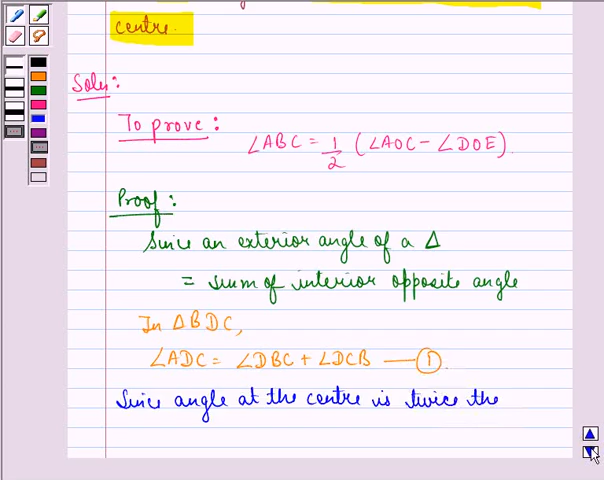 centre.
Soln:
To prove: ∠ABC = 1/2 (∠AOC - ∠DOE).
Proof:
Since an exterior angle of a Δ
= sum of interior opposite angle
In ΔBDC,
∠ADC = ∠DBC + ∠DCB — ①.
Since angle at the centre is twice the